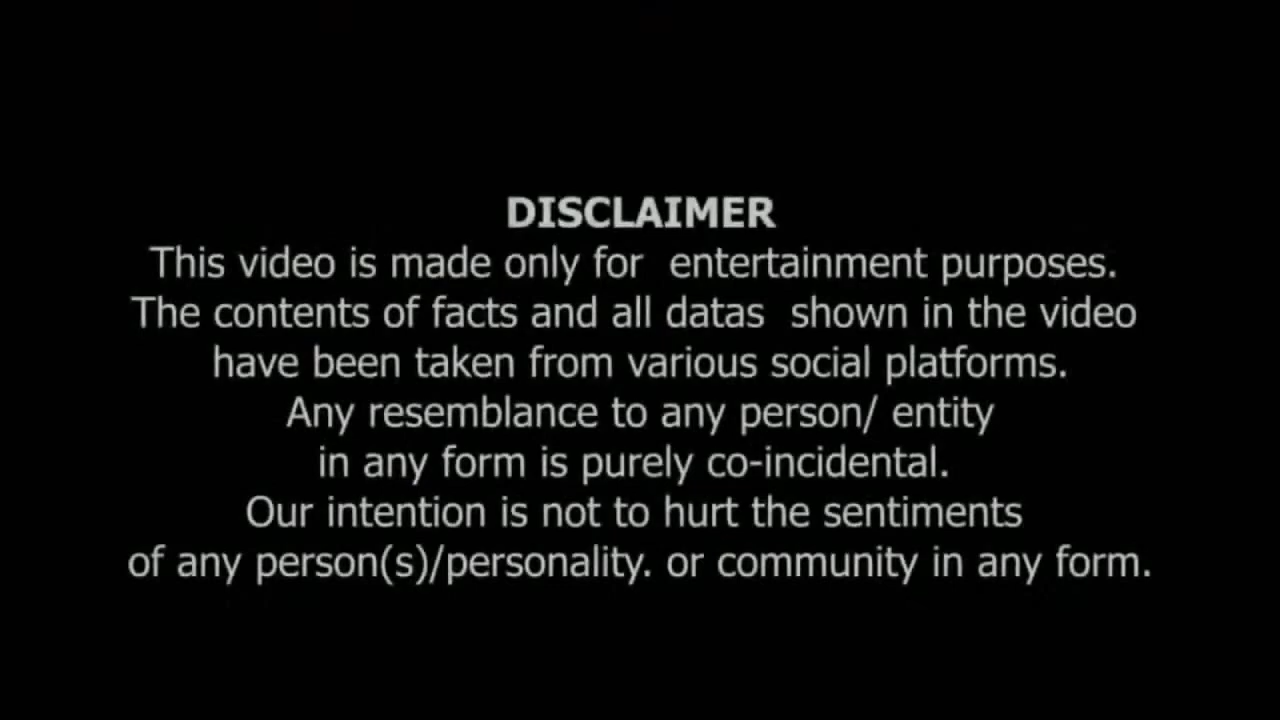 DISCLAIMER
This video is made only for  entertainment purposes.
The contents of facts and all datas  shown in the video
have been taken from various social platforms.
Any resemblance to any person/ entity
in any form is purely co-incidental.
Our intention is not to hurt the sentiments
of any person(s)/personality. or community in any form.